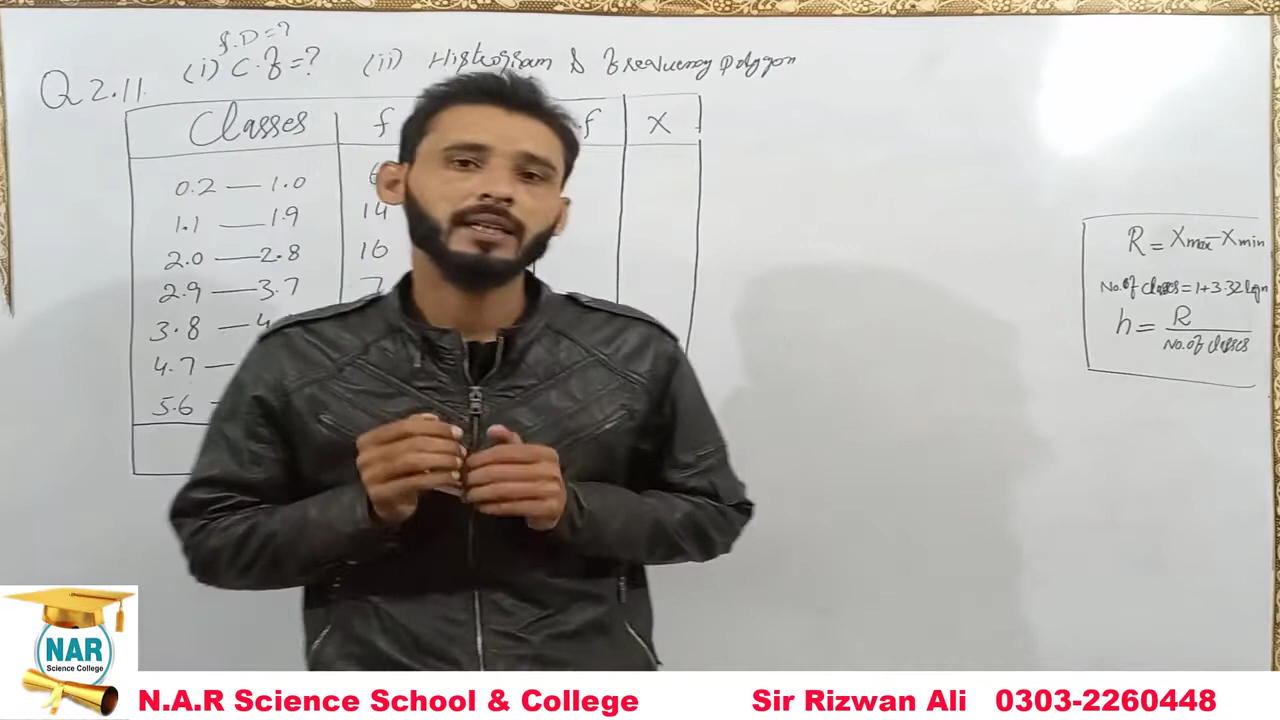 f.D=?
Q 2.11. (i) C.f=? (ii) Histogram & frequency polygon
Classes f .f X
0.2 — 1.0 6
1.1 — 1.9 14
2.0 — 2.8
2.9 — 3.7 7
3.8 — 4.
4.7 —
5.6 -
R = Xmax - Xmin
No. of classes = 1+3.32 logn
h = R
No. of classes
NAR
Science College
N.A.R Science School & College Sir Rizwan Ali 0303-2260448